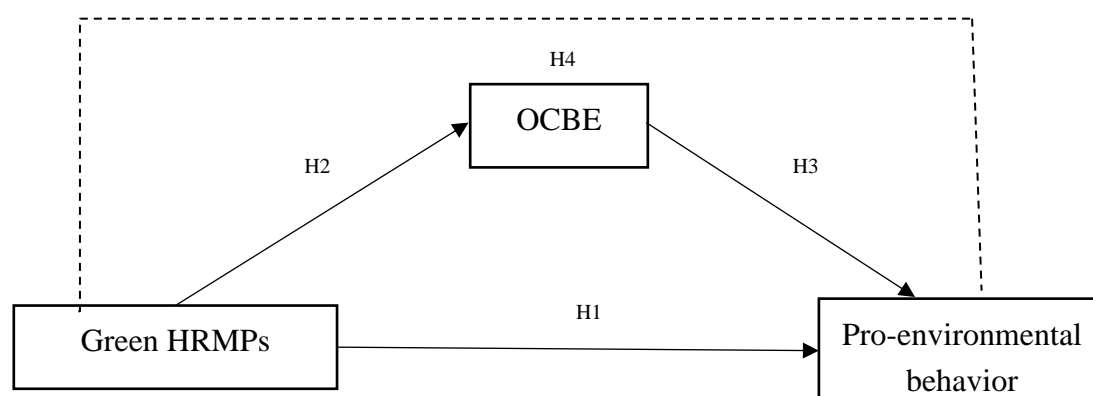 H4
OCBE
H2
H3
H1
Green HRMPs
Pro-environmental
behavior